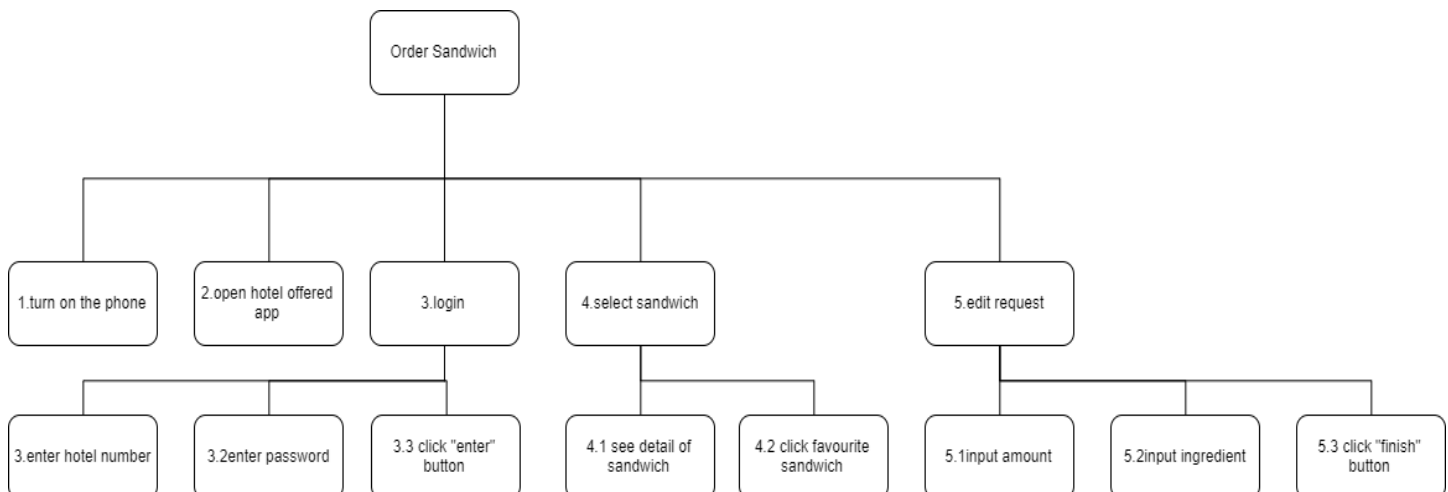 Order Sandwich
1.turn on the phone
2.open hotel offered
app
3.login
4.select sandwich
5.edit request
3.enter hotel number
3.2enter password
3.3 click "enter"
button
4.1 see detail of
sandwich
4.2 click favourite
sandwich
5.1input amount
5.2input ingredient
5.3 click "finish"
button